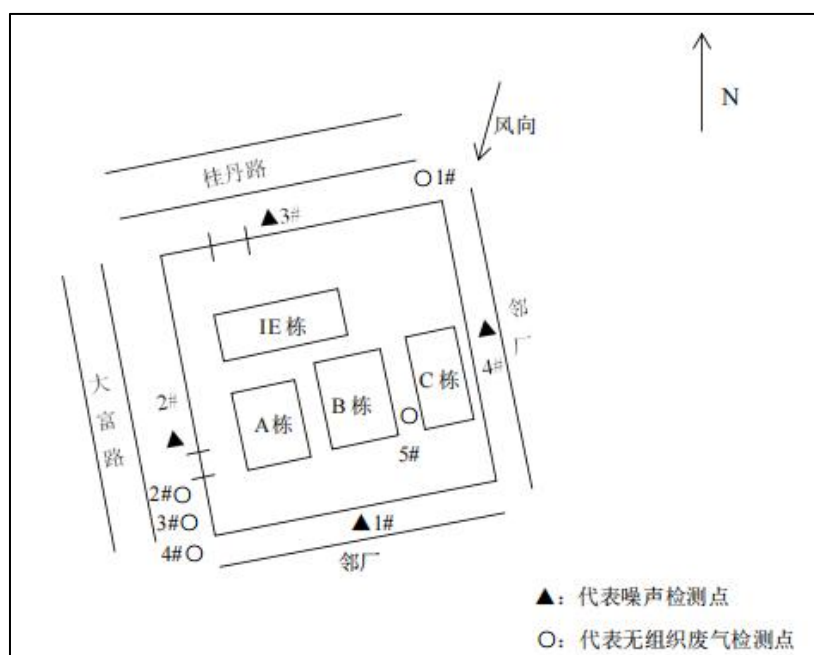 N
风向
桂丹路
○1#
▲3#
IE 栋
邻厂
▲
4#
C 栋
B 栋
A 栋
大富路
2#
▲
5#
2#○
3#○
4#○
▲1#
邻厂
▲：代表噪声检测点
○：代表无组织废气检测点